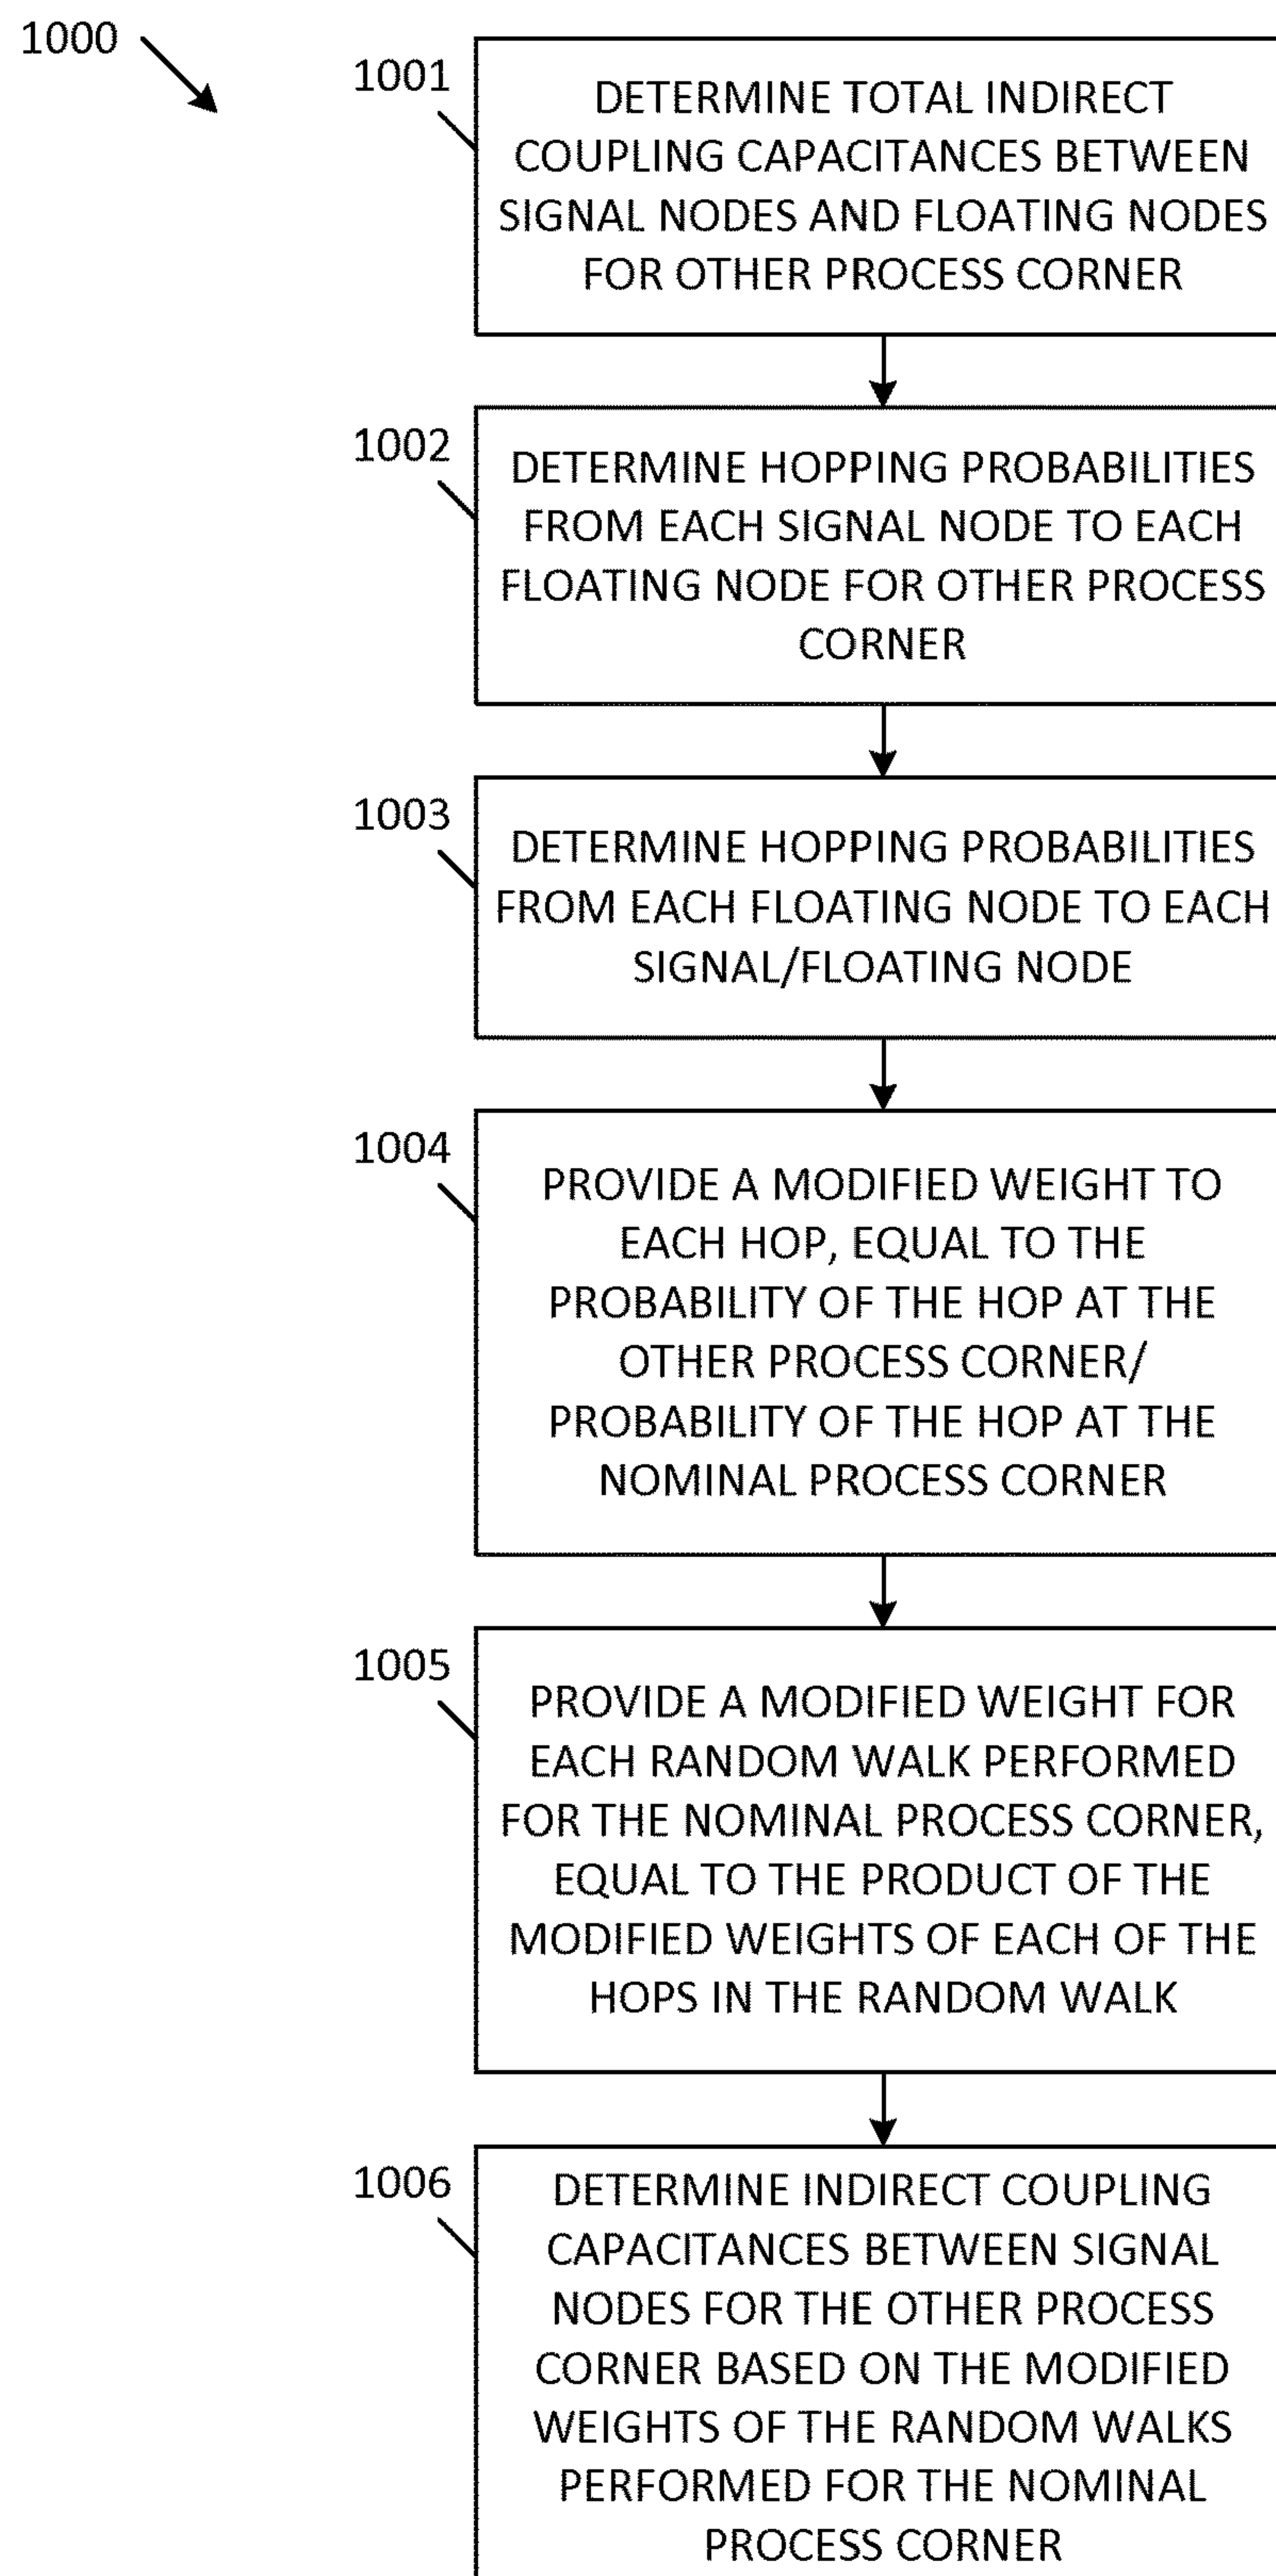 1000
1001
DETERMINE TOTAL INDIRECT
COUPLING CAPACITANCES BETWEEN
SIGNAL NODES AND FLOATING NODES
FOR OTHER PROCESS CORNER
1002
DETERMINE HOPPING PROBABILITIES
FROM EACH SIGNAL NODE TO EACH
FLOATING NODE FOR OTHER PROCESS
CORNER
1003
DETERMINE HOPPING PROBABILITIES
FROM EACH FLOATING NODE TO EACH
SIGNAL/FLOATING NODE
1004
PROVIDE A MODIFIED WEIGHT TO
EACH HOP, EQUAL TO THE
PROBABILITY OF THE HOP AT THE
OTHER PROCESS CORNER/
PROBABILITY OF THE HOP AT THE
NOMINAL PROCESS CORNER
1005
PROVIDE A MODIFIED WEIGHT FOR
EACH RANDOM WALK PERFORMED
FOR THE NOMINAL PROCESS CORNER,
EQUAL TO THE PRODUCT OF THE
MODIFIED WEIGHTS OF EACH OF THE
HOPS IN THE RANDOM WALK
1006
DETERMINE INDIRECT COUPLING
CAPACITANCES BETWEEN SIGNAL
NODES FOR THE OTHER PROCESS
CORNER BASED ON THE MODIFIED
WEIGHTS OF THE RANDOM WALKS
PERFORMED FOR THE NOMINAL
PROCESS CORNER